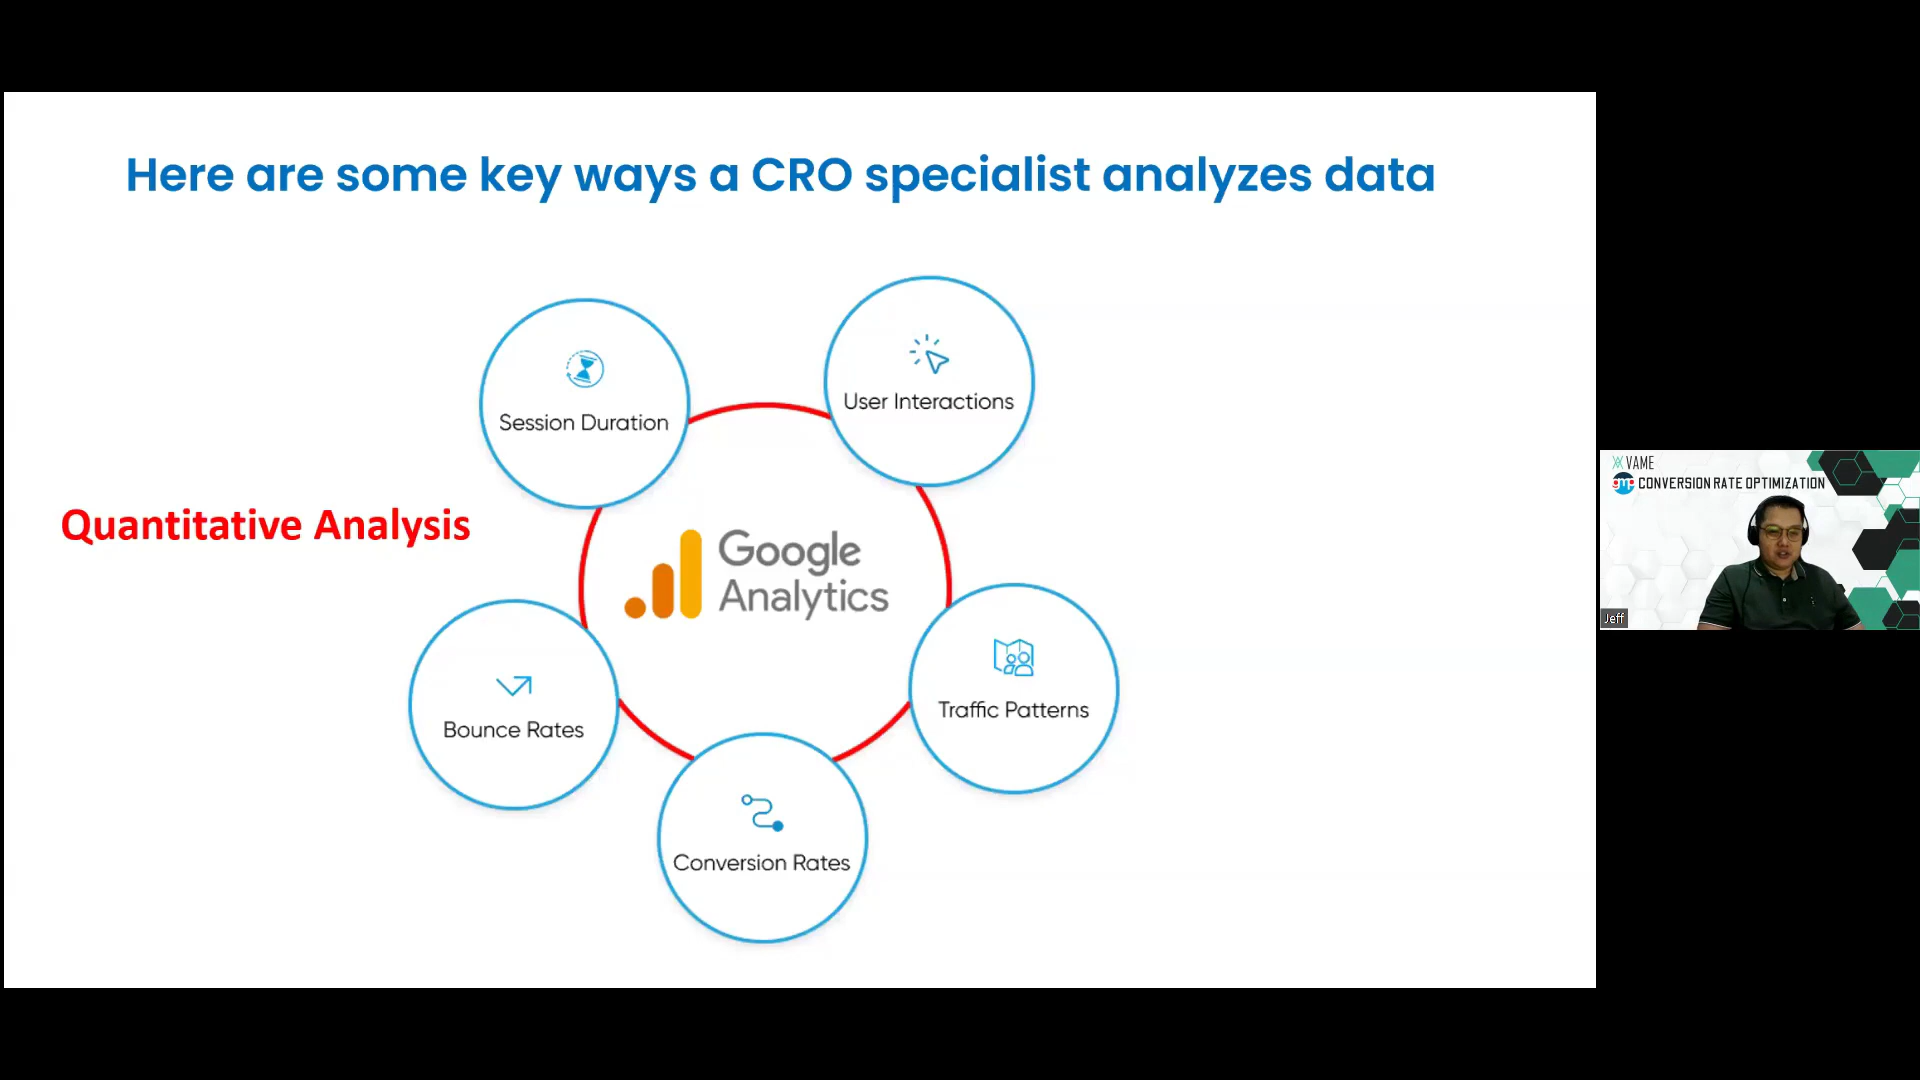 Here are some key ways a CRO specialist analyzes data
Session Duration
User Interactions
Quantitative Analysis
Google
Analytics
Bounce Rates
Traffic Patterns
Conversion Rates
VAME
gmp CONVERSION RATE OPTIMIZATION
Jeff